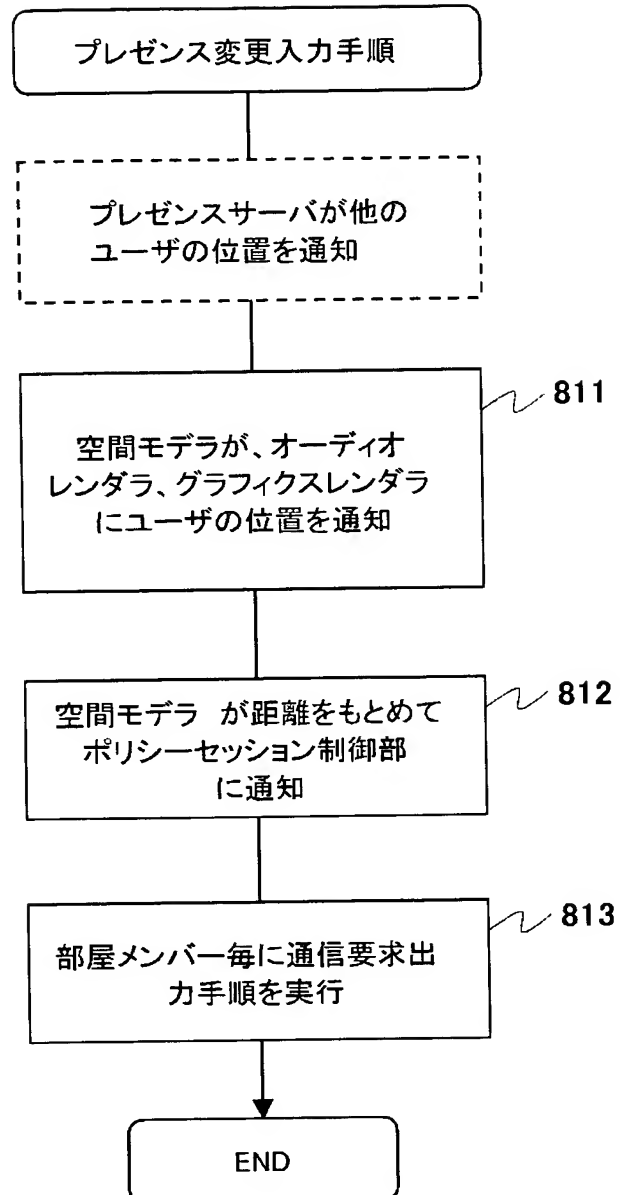 プレゼンス変更入力手順
プレゼンスサーバが他の
ユーザの位置を通知
811
空間モデラが、オーディオ
レンダラ、グラフィクスレンダラ
にユーザの位置を通知
812
空間モデラ が距離をもとめて
ポリシーセッション制御部
に通知
813
部屋メンバー毎に通信要求出
力手順を実行
END